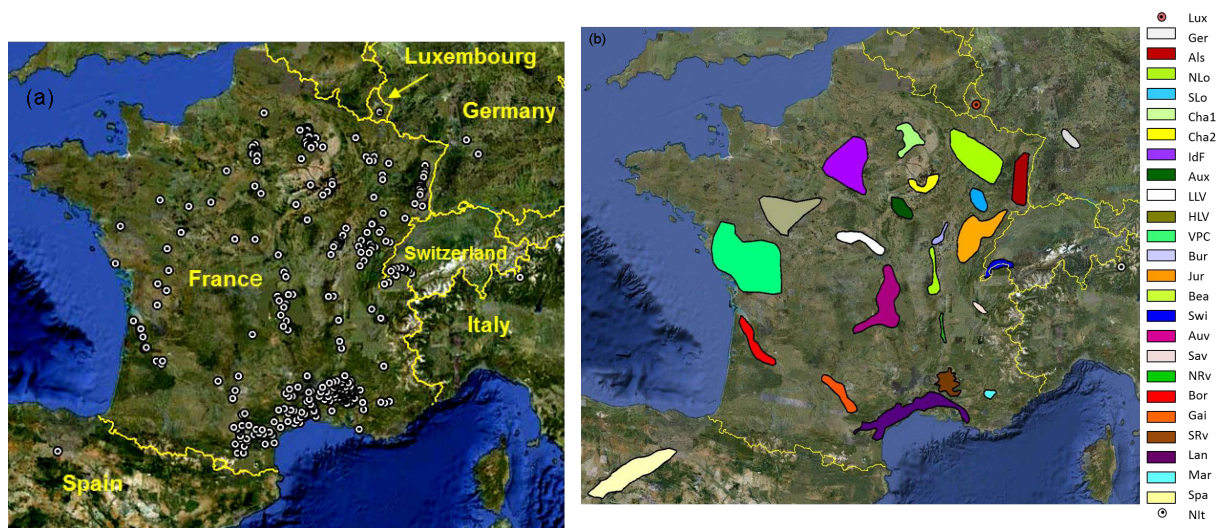 (a)
Luxembourg
Germany
Switzerland
France
Italy
Spain
(b)
Lux
Ger
Als
NLo
SLo
Cha1
Cha2
IdF
Aux
LLV
HLV
VPC
Bur
Jur
Bea
Swi
Auv
Sav
NRv
Bor
Gai
SRv
Lan
Mar
Spa
NIt